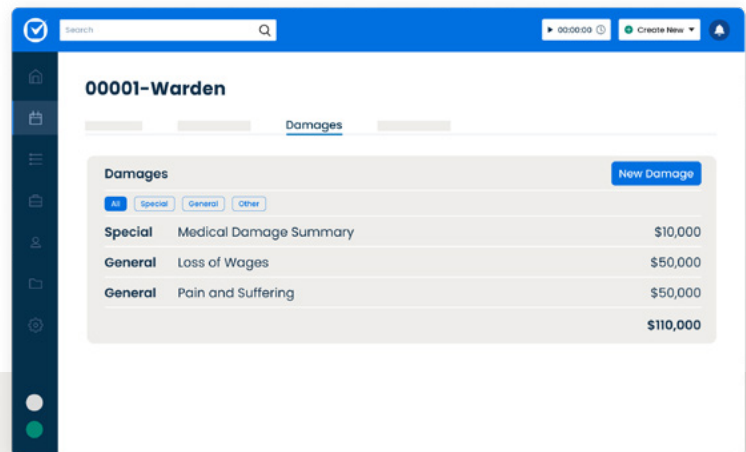 Search
00:00:00
Create New
00001-Warden
Damages
Damages
New Damage
All Special General Other
Special Medical Damage Summary $10,000
General Loss of Wages $50,000
General Pain and Suffering $50,000
$110,000